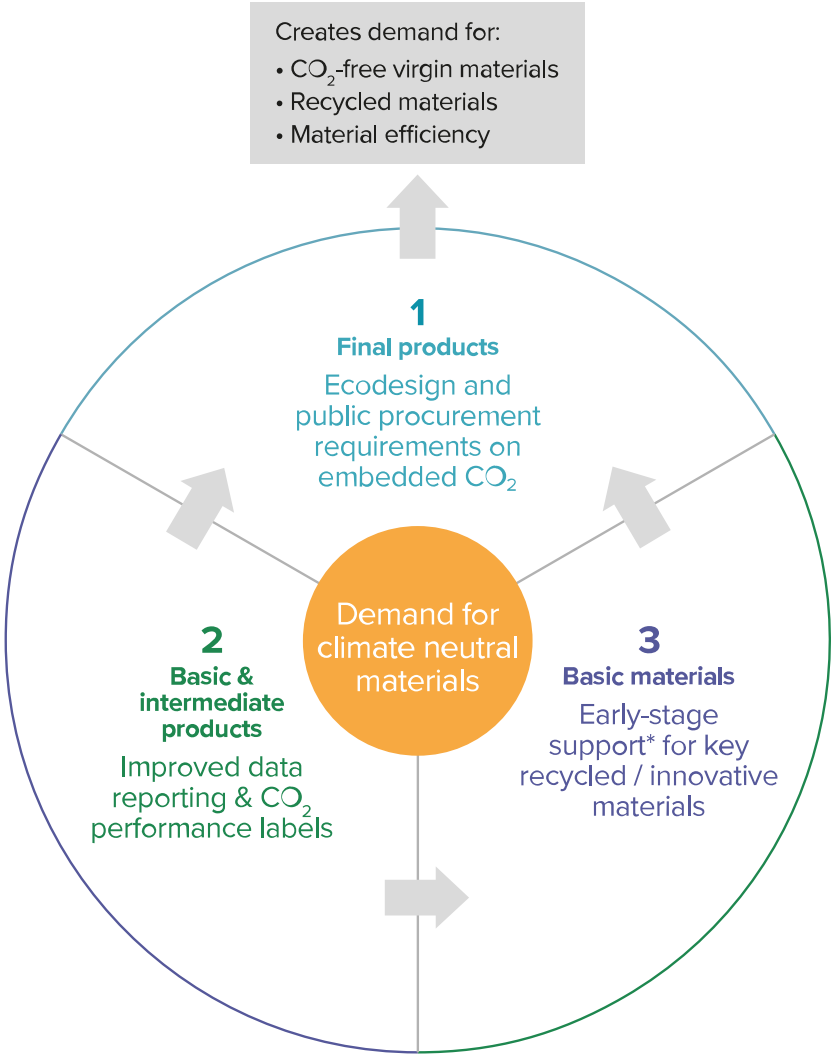 Creates demand for:
• CO₂-free virgin materials
• Recycled materials
• Material efficiency
1
Final products
Ecodesign and
public procurement
requirements on
embedded CO₂
Demand for
climate neutral
materials
2
Basic &
intermediate
products
Improved data
reporting & CO₂
performance labels
3
Basic materials
Early-stage
support* for key
recycled / innovative
materials